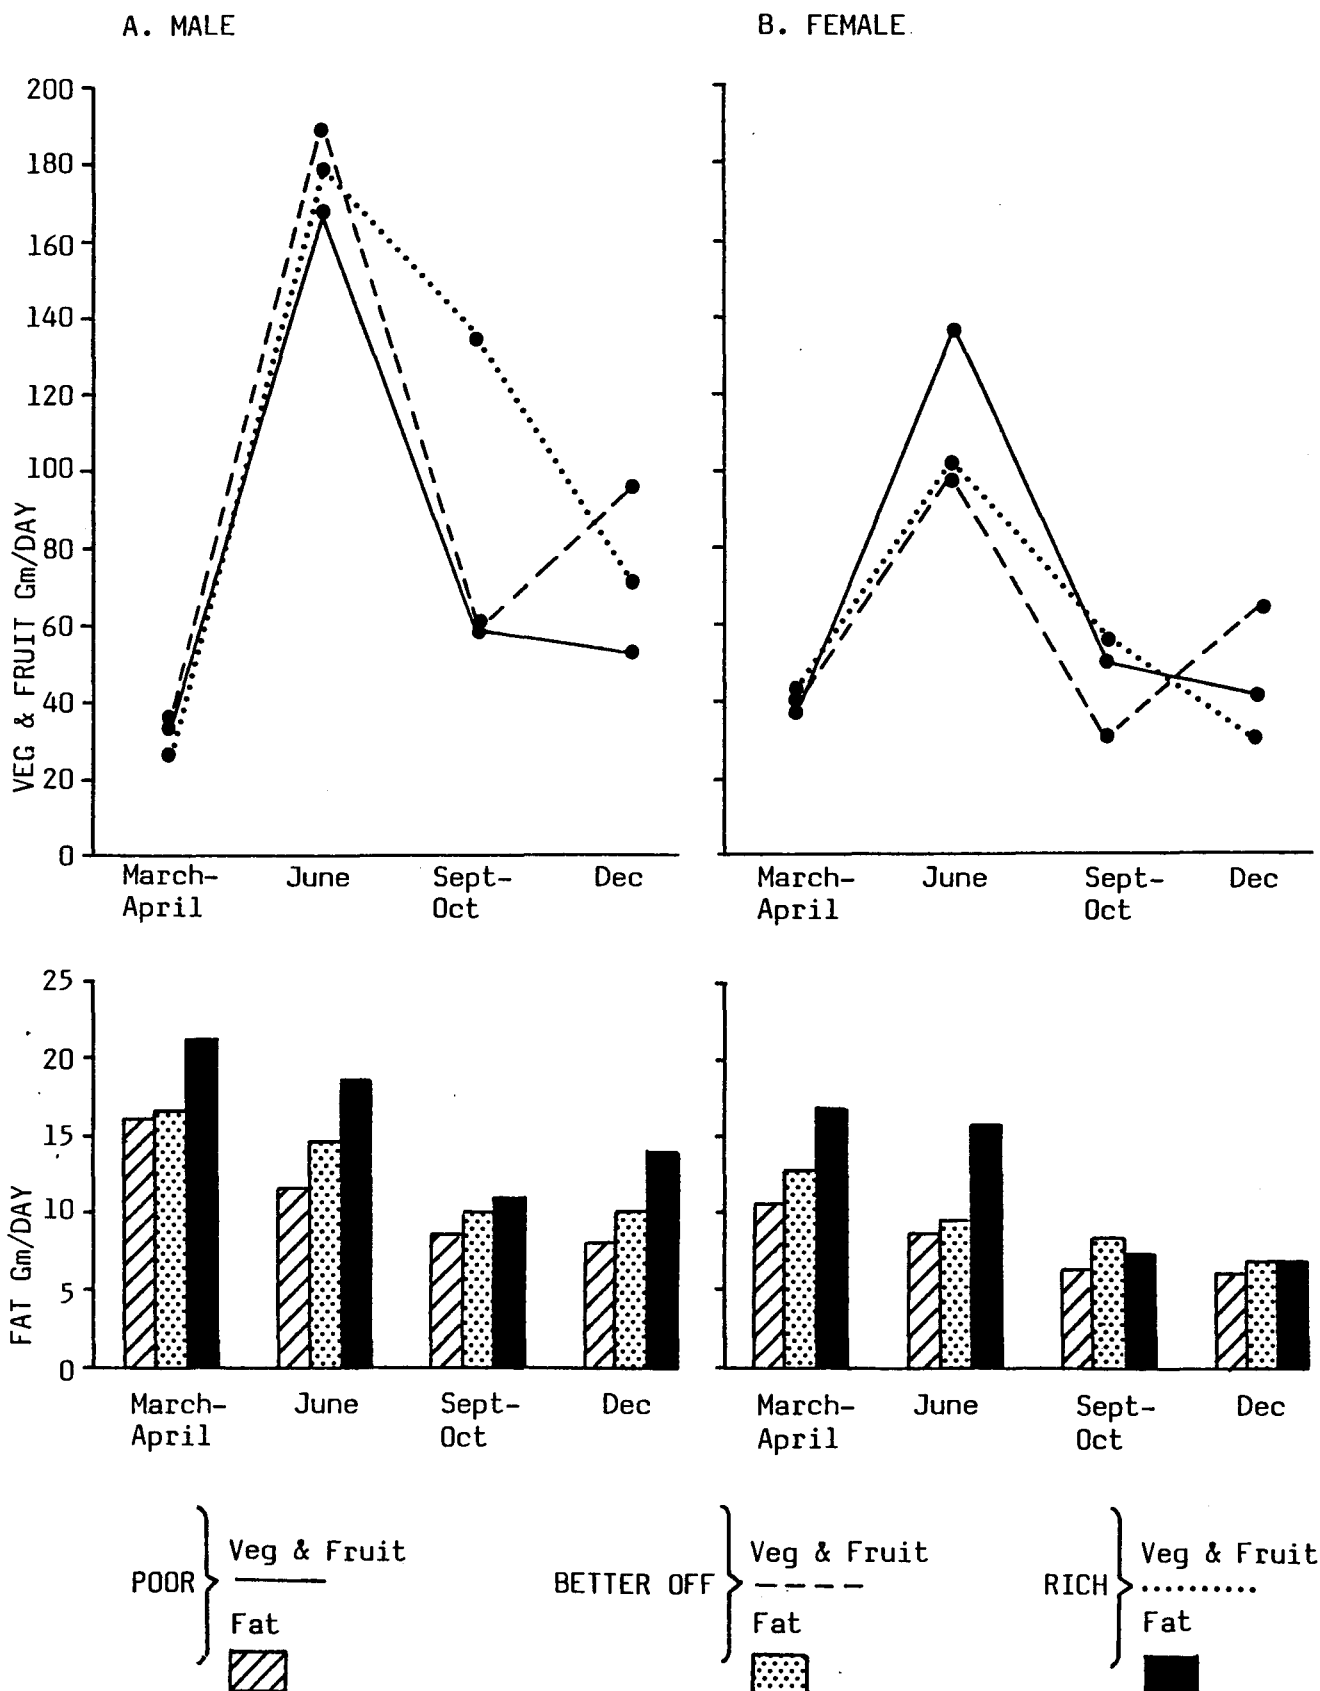 A. MALE
B. FEMALE
VEG & FRUIT Gm/DAY
200
180
160
140
120
100
80
60
40
20
0
March-
April
June
Sept-
Oct
Dec
March-
April
June
Sept-
Oct
Dec
FAT Gm/DAY
25
20
15
10
5
0
March-
April
June
Sept-
Oct
Dec
March-
April
June
Sept-
Oct
Dec
POOR
Veg & Fruit
Fat
BETTER OFF
Veg & Fruit
Fat
RICH
Veg & Fruit
Fat